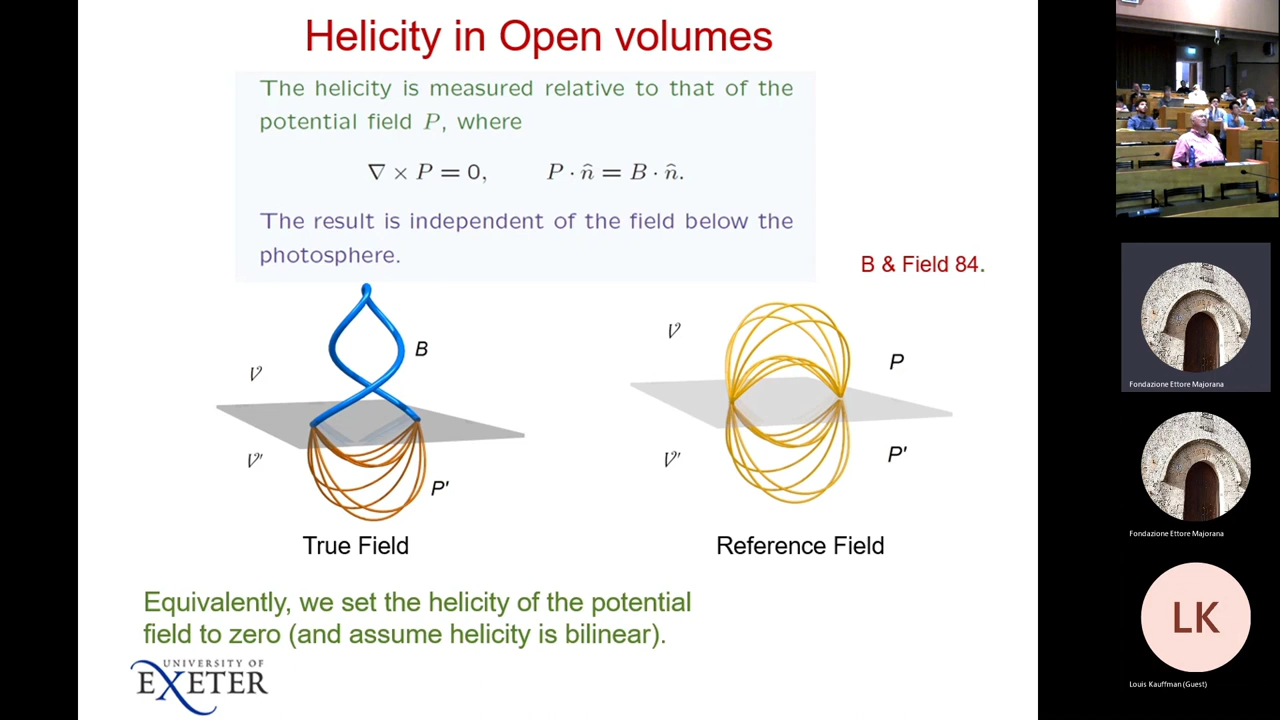 Helicity in Open volumes
The helicity is measured relative to that of the
potential field P, where
∇ × P = 0, P · n̂ = B · n̂.
The result is independent of the field below the
photosphere.
B & Field 84.
𝒱
B
𝒱'
P'
True Field
𝒱
P
𝒱'
P'
Reference Field
Equivalently, we set the helicity of the potential
field to zero (and assume helicity is bilinear).
UNIVERSITY OF
EXETER
Fondazione Ettore Majorana
Fondazione Ettore Majorana
LK
Louis Kauffman (Guest)